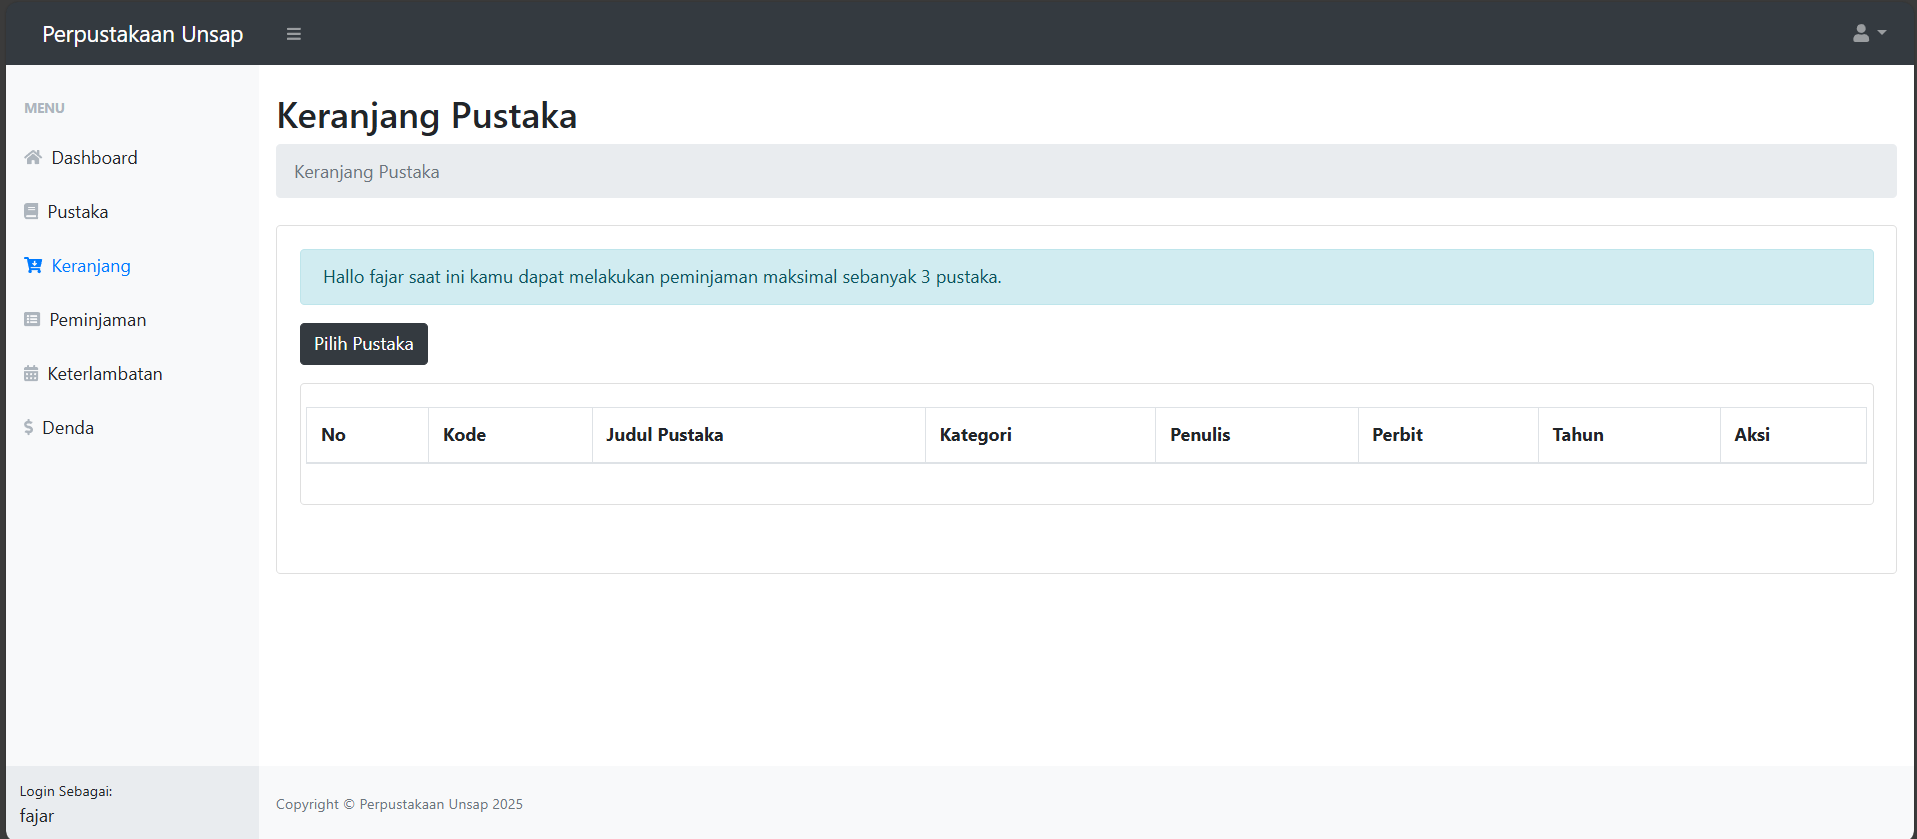 Perpustakaan Unsap
MENU
Dashboard
Pustaka
Keranjang
Peminjaman
Keterlambatan
Denda
Login Sebagai:
fajar
Keranjang Pustaka
Keranjang Pustaka
Hallo fajar saat ini kamu dapat melakukan peminjaman maksimal sebanyak 3 pustaka.
Pilih Pustaka
No Kode Judul Pustaka Kategori Penulis Perbit Tahun Aksi
Copyright © Perpustakaan Unsap 2025